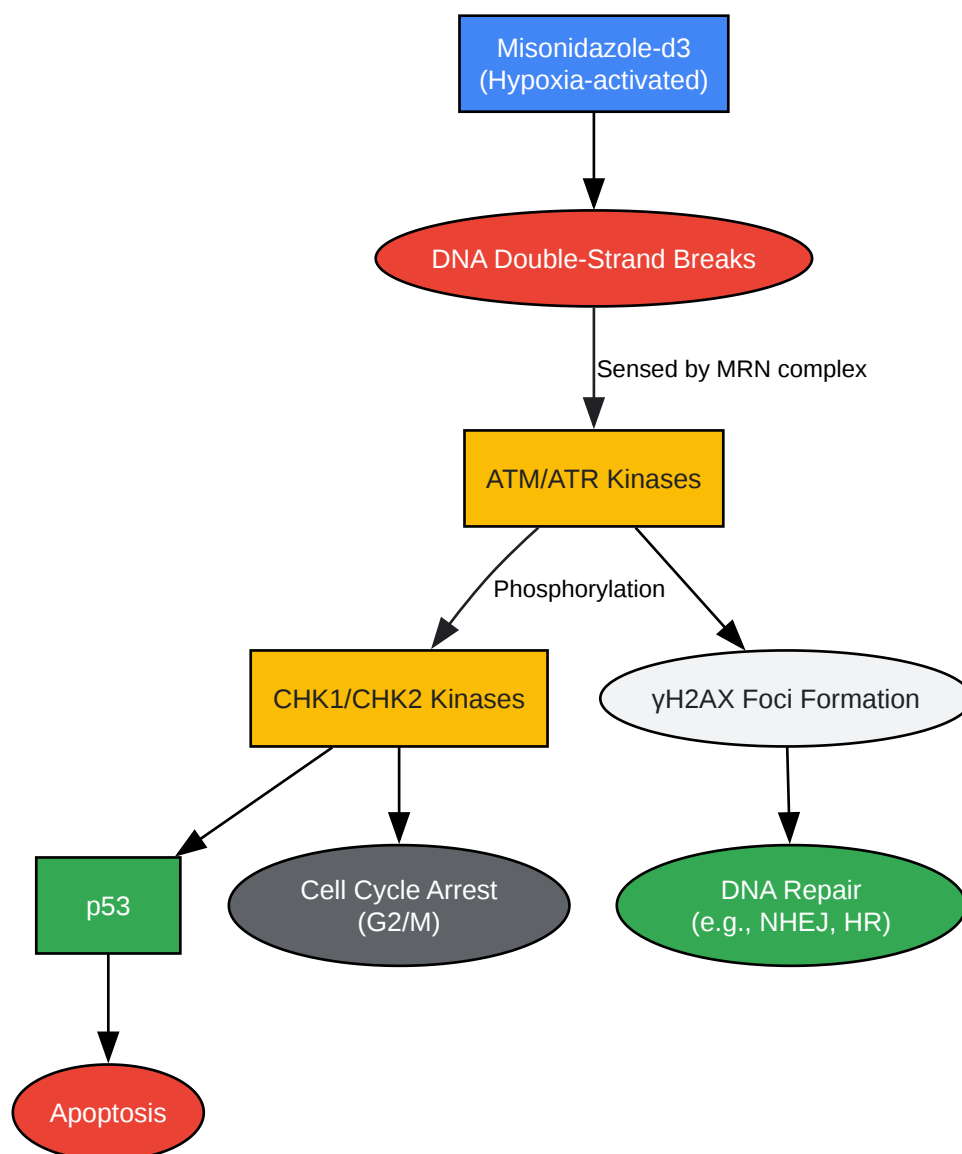 Misonidazole-d3
(Hypoxia-activated)
DNA Double-Strand Breaks
Sensed by MRN complex
ATM/ATR Kinases
Phosphorylation
CHK1/CHK2 Kinases
γH2AX Foci Formation
p53
Cell Cycle Arrest
(G2/M)
DNA Repair
(e.g., NHEJ, HR)
Apoptosis